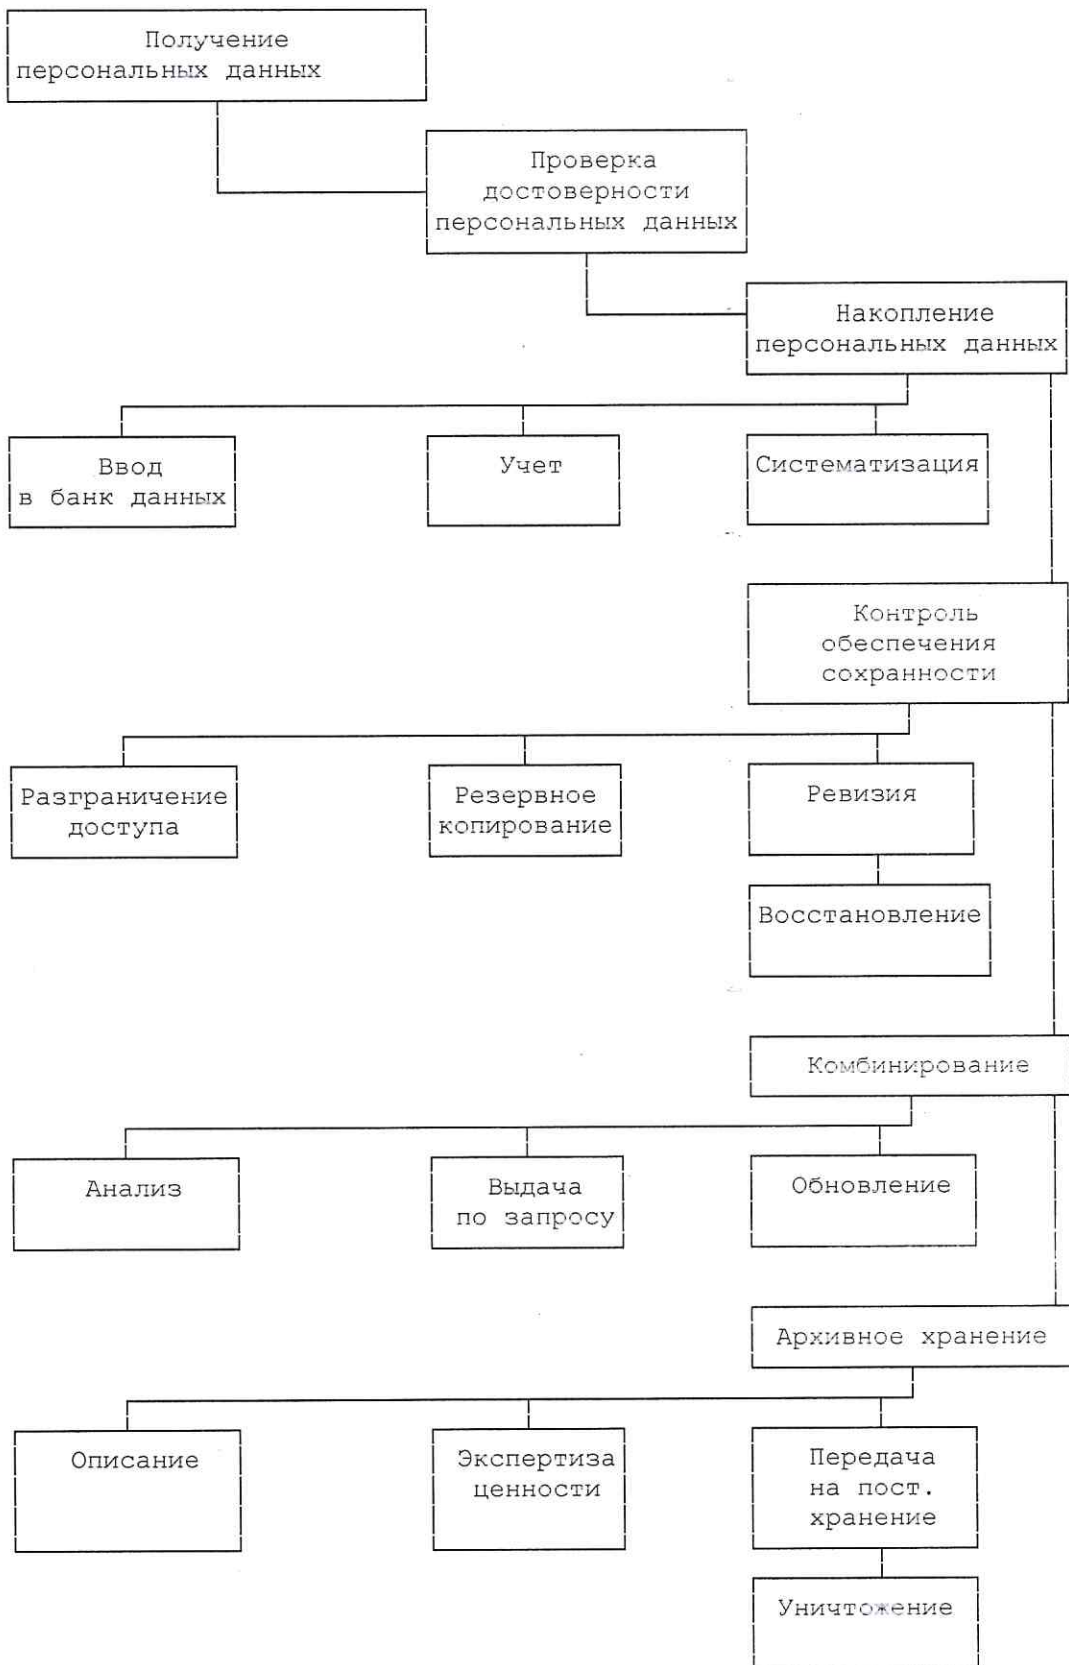 Получение
персональных данных
Проверка
достоверности
персональных данных
Накопление
персональных данных
Ввод
в банк данных
Учет
Систематизация
Контроль
обеспечения
сохранности
Разграничение
доступа
Резервное
копирование
Ревизия
Восстановление
Комбинирование
Анализ
Выдача
по запросу
Обновление
Архивное хранение
Описание
Экспертиза
ценности
Передача
на пост.
хранение
Уничтожение